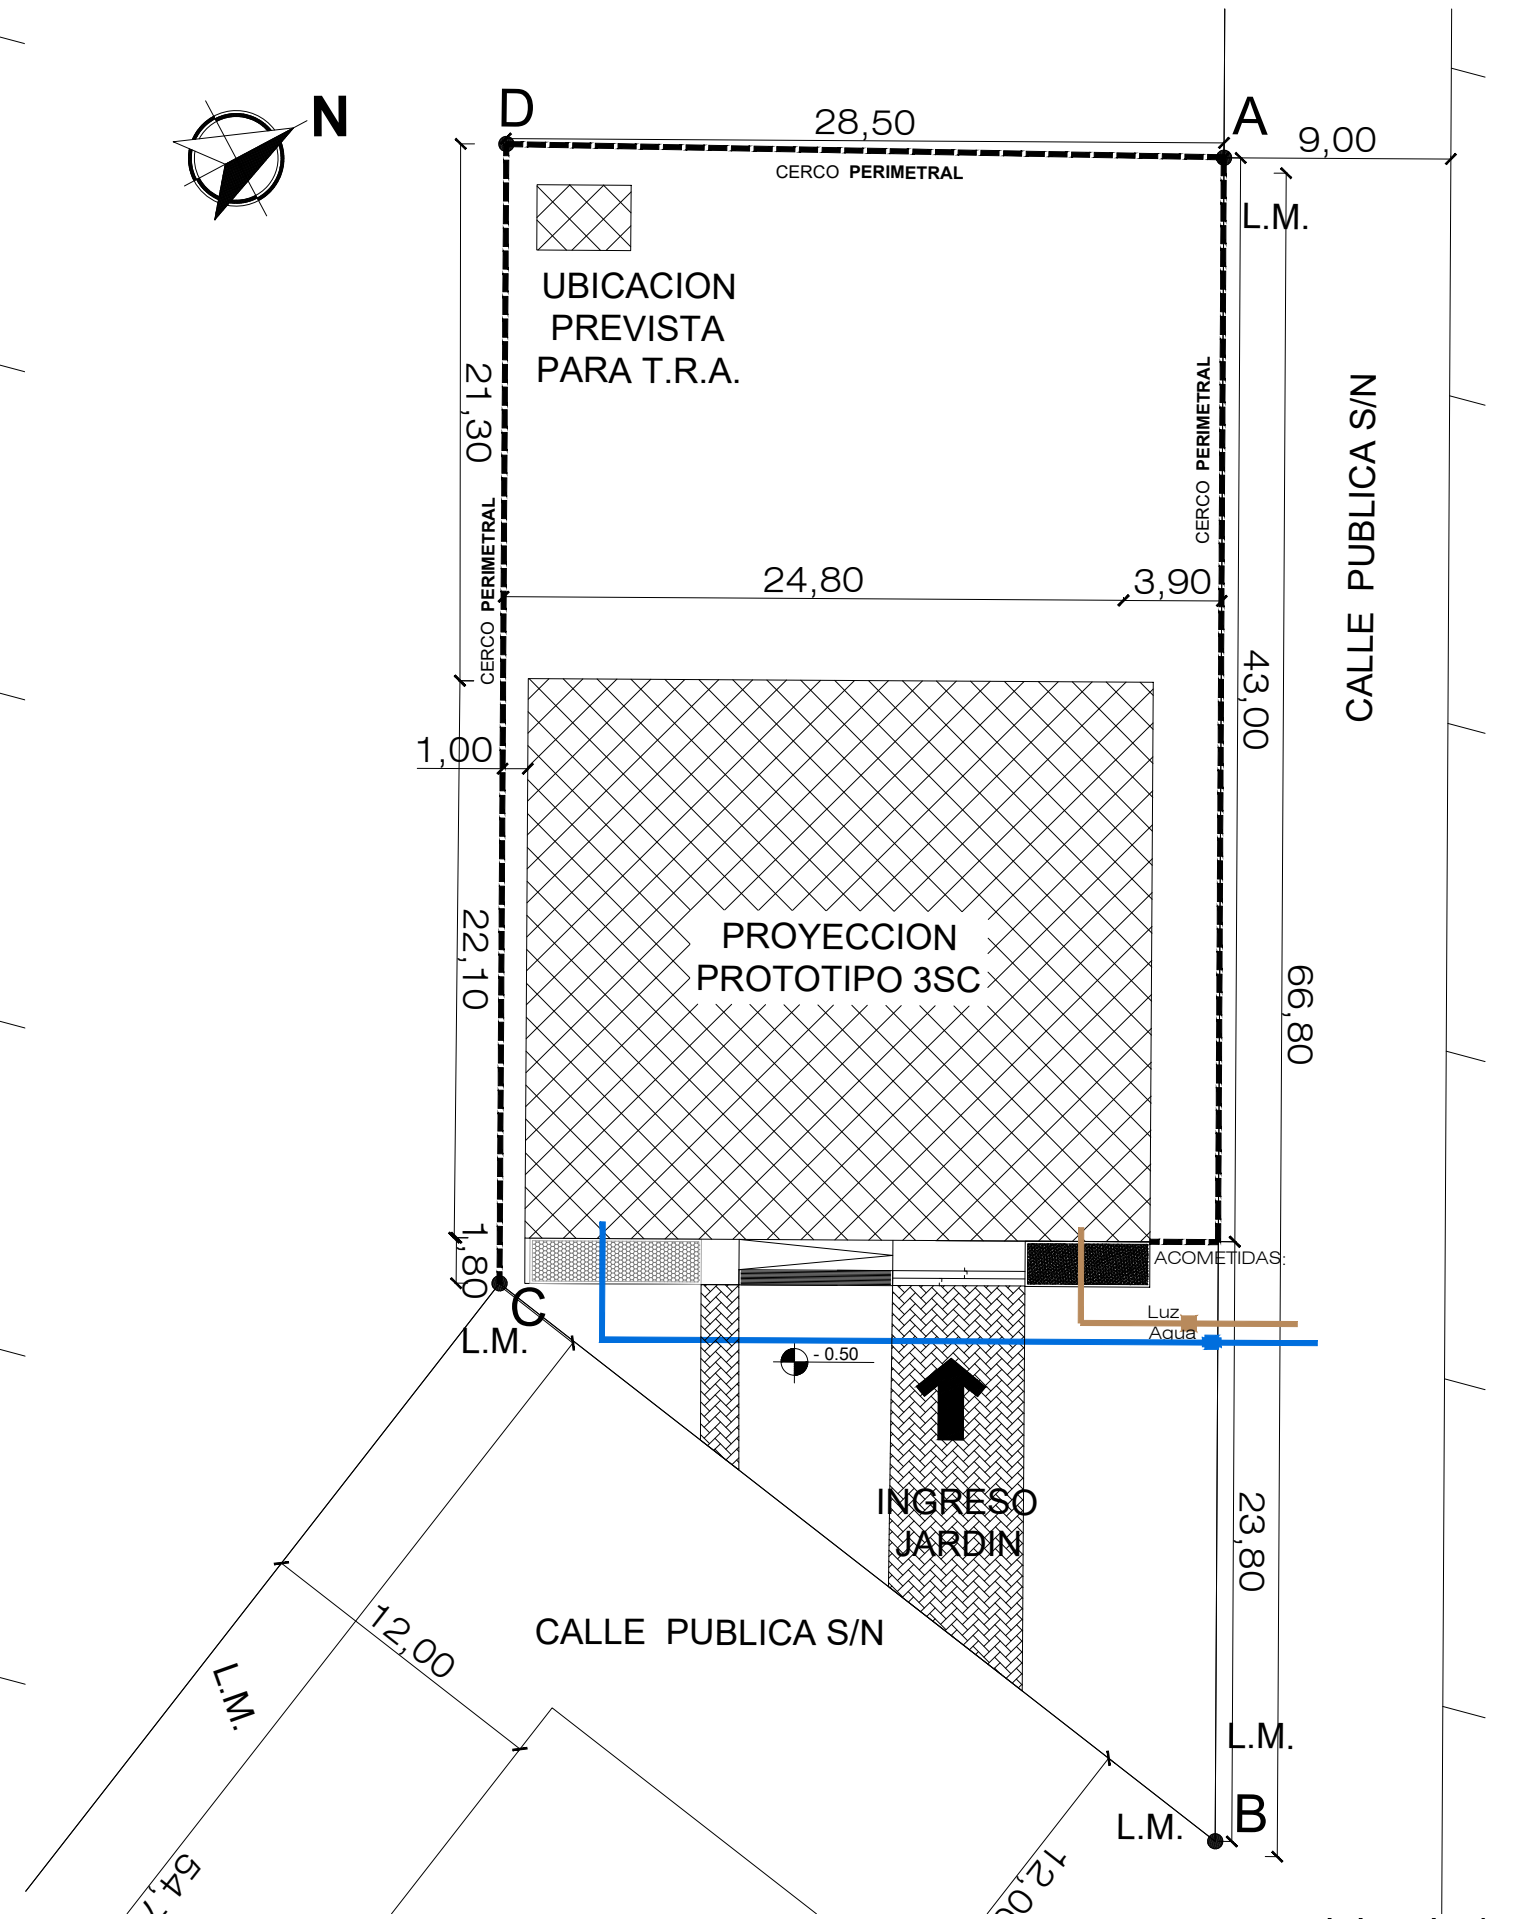 N
D
28,50
A
9,00
CERCO PERIMETRAL
L.M.
UBICACION
PREVISTA
PARA T.R.A.
21,30
CERCO PERIMETRAL
CALLE PUBLICA S/N
CERCO PERIMETRAL
24,80
3,90
43,00
1,00
22,10
PROYECCION
PROTOTIPO 3SC
66,80
1,80
ACOMETIDAS:
C
L.M.
Luz
Agua
- 0.50
INGRESO
JARDIN
23,80
12,00
CALLE PUBLICA S/N
L.M.
L.M.
B
L.M.